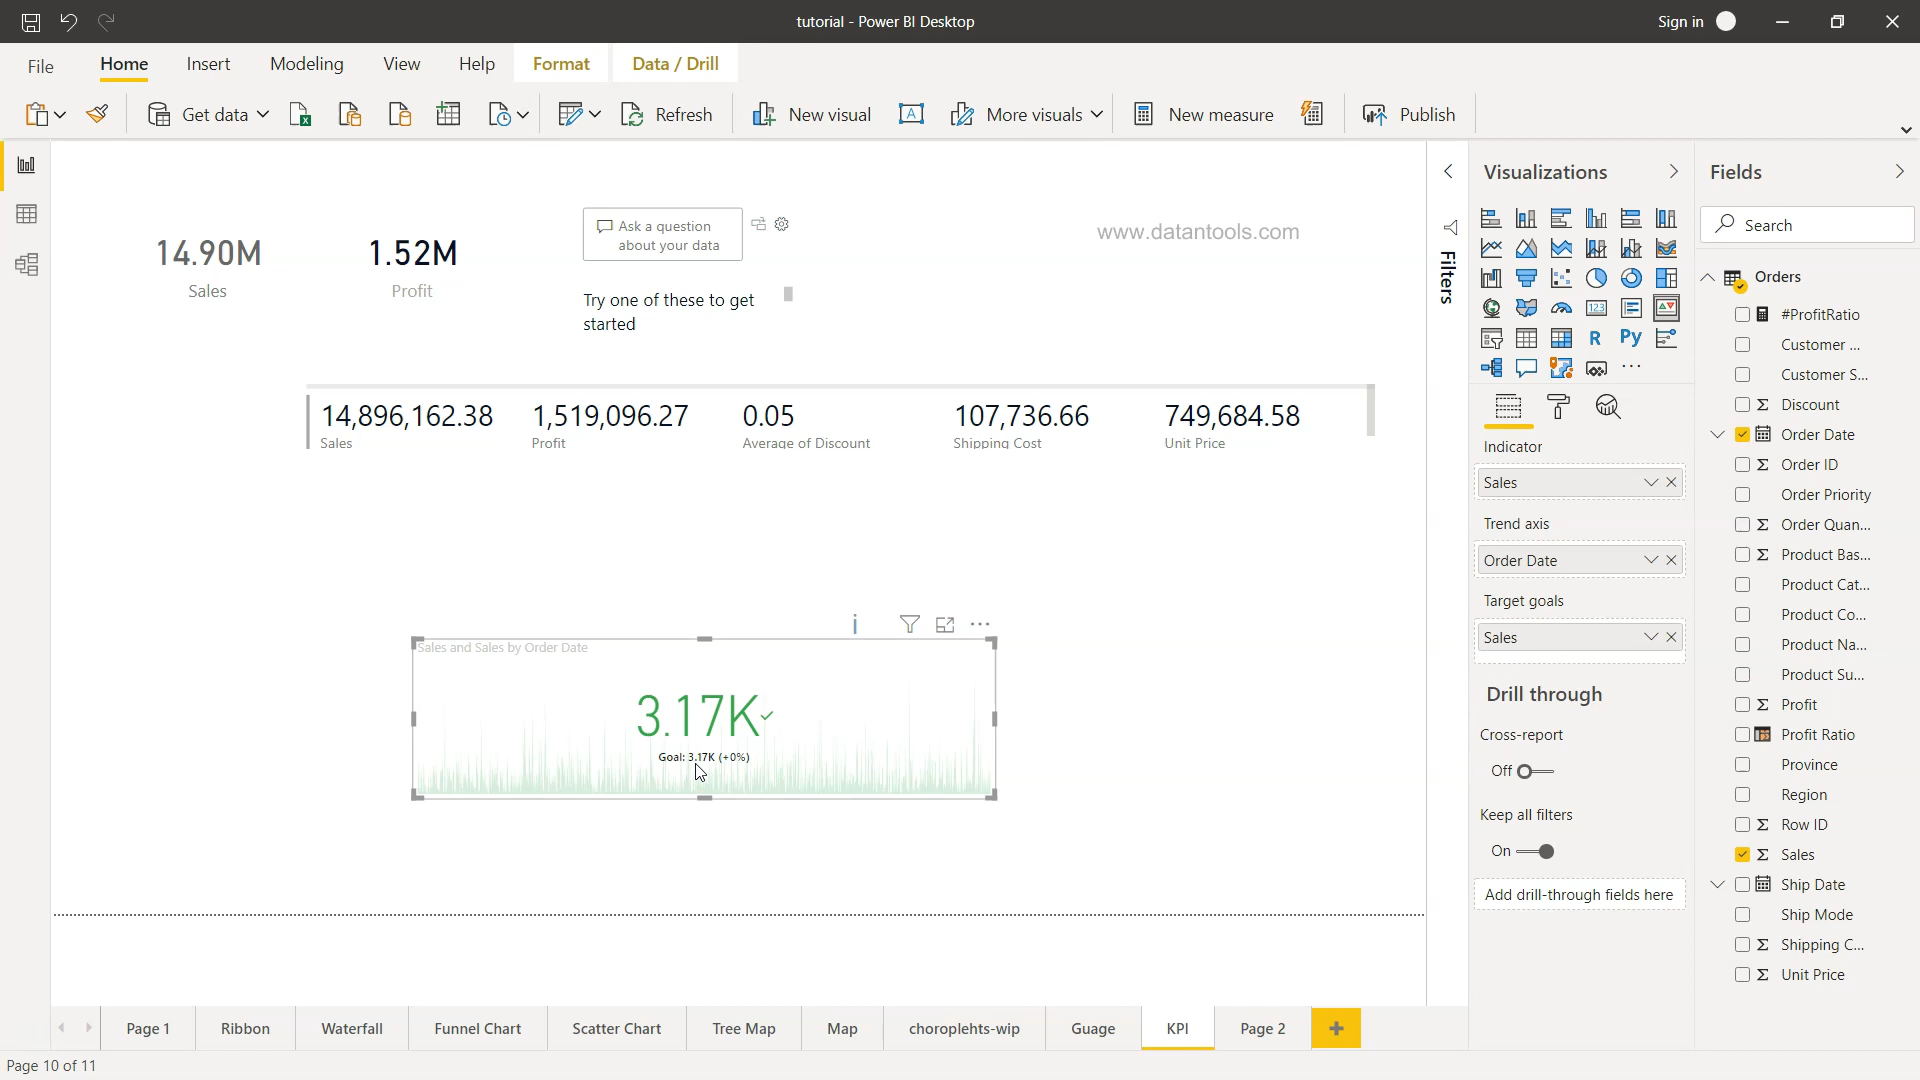 tutorial - Power BI Desktop
Sign in
File
Home
Insert
Modeling
View
Help
Format
Data / Drill
Get data
Refresh
New visual
More visuals
New measure
Publish
14.90M
Sales
1.52M
Profit
Ask a question
about your data
Try one of these to get
started
www.datantools.com
14,896,162.38
Sales
1,519,096.27
Profit
0.05
Average of Discount
107,736.66
Shipping Cost
749,684.58
Unit Price
Sales and Sales by Order Date
3.17K
Goal: 3.17K (+0%)
Filters
Visualizations
123
R
Py
Indicator
Sales
Trend axis
Order Date
Target goals
Sales
Drill through
Cross-report
Off
Keep all filters
On
Add drill-through fields here
Fields
Search
Orders
#ProfitRatio
Customer ...
Customer S...
Discount
Order Date
Order ID
Order Priority
Order Quan...
Product Bas...
Product Cat...
Product Co...
Product Na...
Product Su...
Profit
Profit Ratio
Province
Region
Row ID
Sales
Ship Date
Ship Mode
Shipping C...
Unit Price
Page 1
Ribbon
Waterfall
Funnel Chart
Scatter Chart
Tree Map
Map
choroplehts-wip
Guage
KPI
Page 2
Page 10 of 11